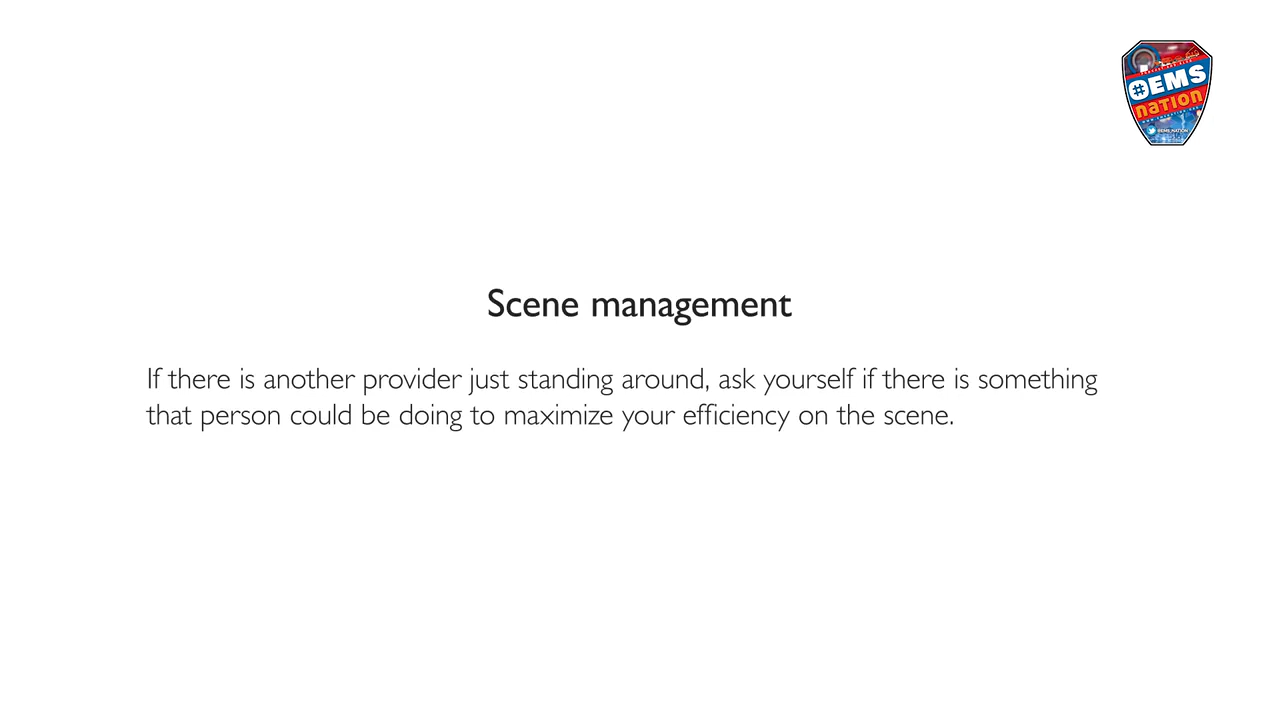 #EMS
nation
@EMS_NATION
Scene management
If there is another provider just standing around, ask yourself if there is something
that person could be doing to maximize your efficiency on the scene.